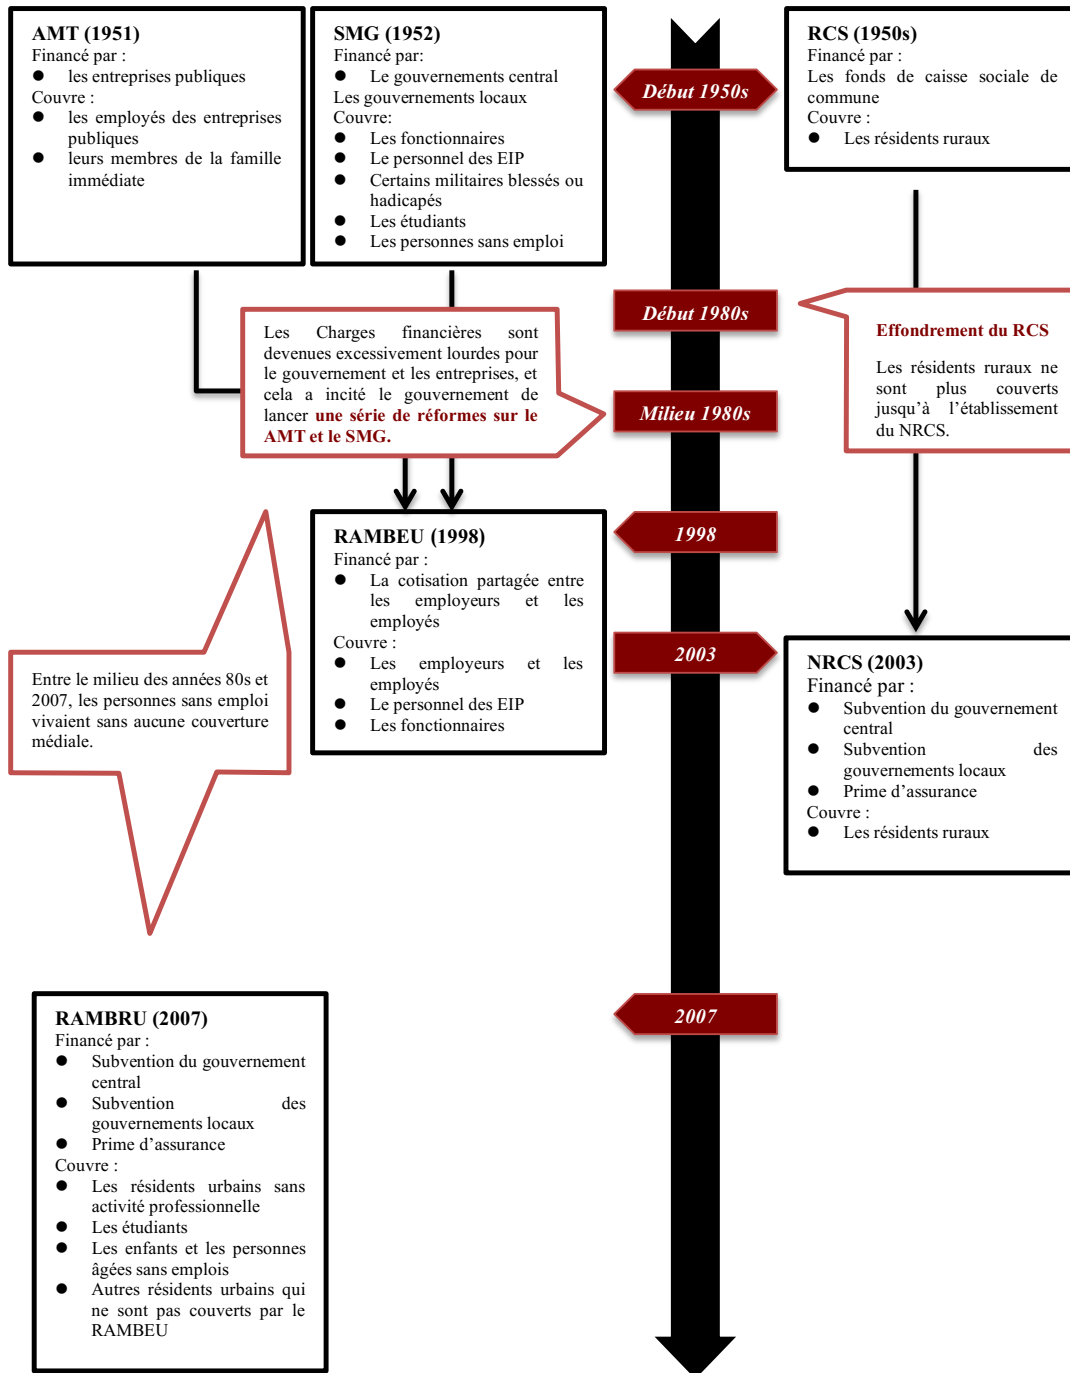 AMT (1951)
Financé par :
● les entreprises publiques
Couvre :
● les employés des entreprises
publiques
● leurs membres de la famille
immédiate
SMG (1952)
Financé par:
● Le gouvernements central
Les gouvernements locaux
Couvre:
● Les fonctionnaires
● Le personnel des EIP
● Certains militaires blessés ou
hadicapés
● Les étudiants
● Les personnes sans emploi
Début 1950s
RCS (1950s)
Financé par :
Les fonds de caisse sociale de
commune
Couvre :
● Les résidents ruraux
Début 1980s
Les Charges financières sont
devenues excessivement lourdes pour
le gouvernement et les entreprises, et
cela a incité le gouvernement de
lancer une série de réformes sur le
AMT et le SMG.
Milieu 1980s
Effondrement du RCS
Les résidents ruraux ne
sont plus couverts
jusqu'à l'établissement
du NRCS.
RAMBEU (1998)
Financé par :
● La cotisation partagée entre
les employeurs et les
employés
Couvre :
● Les employeurs et les
employés
● Le personnel des EIP
● Les fonctionnaires
1998
2003
Entre le milieu des années 80s et
2007, les personnes sans emploi
vivaient sans aucune couverture
médiale.
NRCS (2003)
Financé par :
● Subvention du gouvernement
central
● Subvention des
gouvernements locaux
● Prime d'assurance
Couvre :
● Les résidents ruraux
2007
RAMBRU (2007)
Financé par :
● Subvention du gouvernement
central
● Subvention des
gouvernements locaux
● Prime d'assurance
Couvre :
● Les résidents urbains sans
activité professionnelle
● Les étudiants
● Les enfants et les personnes
âgées sans emplois
● Autres résidents urbains qui
ne sont pas couverts par le
RAMBEU